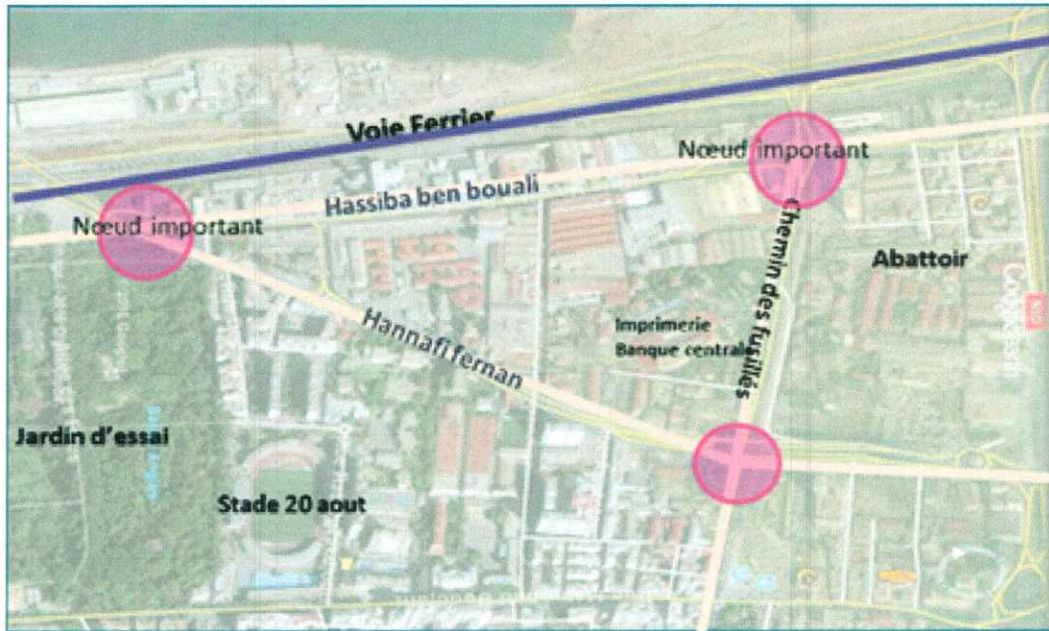 Voie Ferrier
Nœud important
Hassiba ben bouali
Nœud important
Chemin des fusillés
Abattoir
Imprimerie
Banque centrale
Hannafi fernan
Jardin d'essai
Stade 20 aout